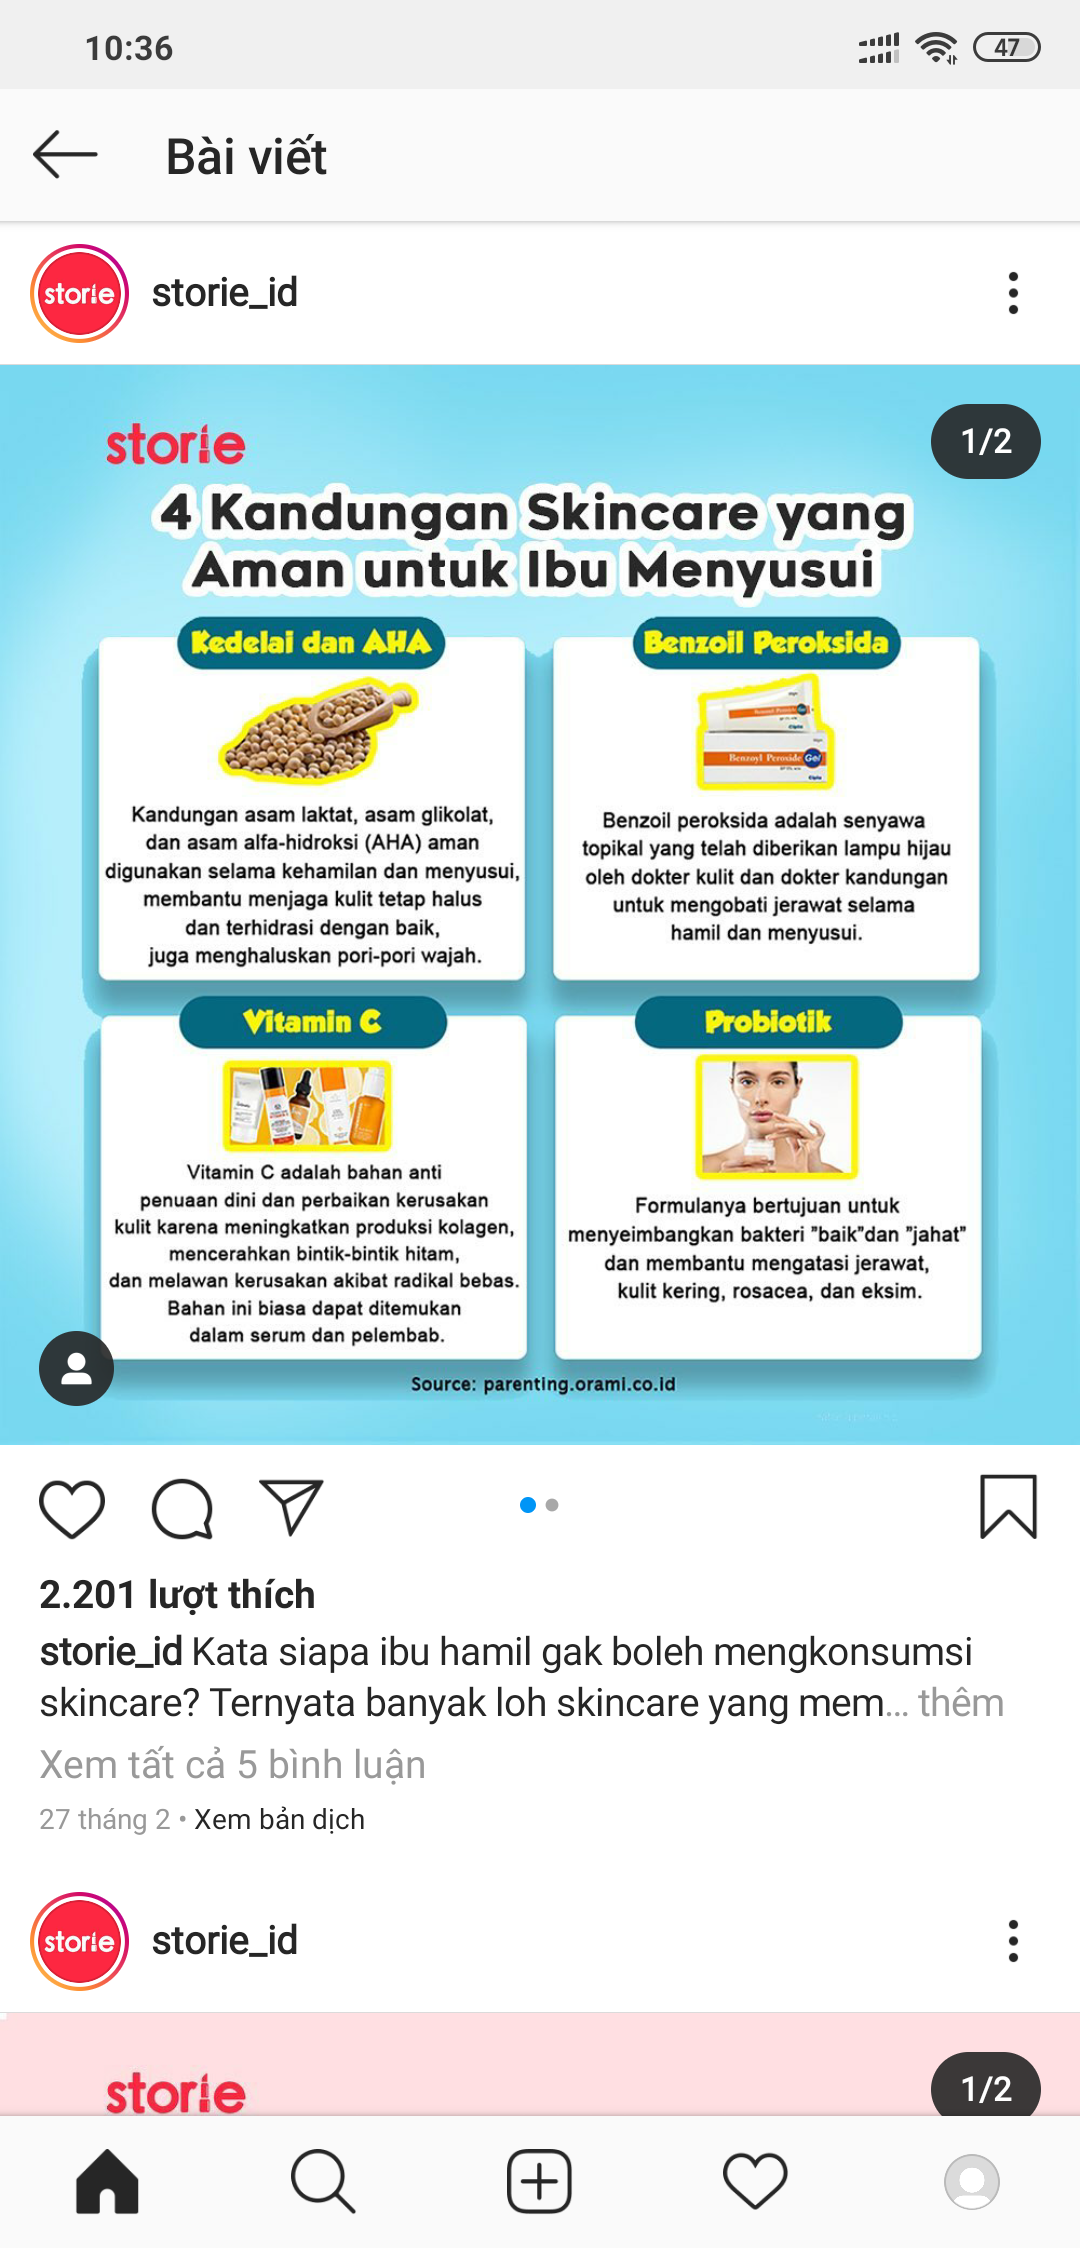 10:36
47
Bài viết
storie
storie_id
storie
1/2
4 Kandungan Skincare yang
Aman untuk Ibu Menyusui
Kedelai dan AHA
Kandungan asam laktat, asam glikolat,
dan asam alfa-hidroksi (AHA) aman
digunakan selama kehamilan dan menyusui,
membantu menjaga kulit tetap halus
dan terhidrasi dengan baik,
juga menghaluskan pori-pori wajah.
Benzoil Peroksida
Benzoyl Peroxide Gel
Cipla
Benzoil peroksida adalah senyawa
topikal yang telah diberikan lampu hijau
oleh dokter kulit dan dokter kandungan
untuk mengobati jerawat selama
hamil dan menyusui.
Vitamin C
Vitamin C adalah bahan anti
penuaan dini dan perbaikan kerusakan
kulit karena meningkatkan produksi kolagen,
mencerahkan bintik-bintik hitam,
dan melawan kerusakan akibat radikal bebas.
Bahan ini biasa dapat ditemukan
dalam serum dan pelembab.
Probiotik
Formulanya bertujuan untuk
menyeimbangkan bakteri "baik"dan "jahat"
dan membantu mengatasi jerawat,
kulit kering, rosacea, dan eksim.
Source: parenting.orami.co.id
2.201 lượt thích
storie_id Kata siapa ibu hamil gak boleh mengkonsumsi
skincare? Ternyata banyak loh skincare yang mem... thêm
Xem tất cả 5 bình luận
27 tháng 2 • Xem bản dịch
storie
storie_id
storie
1/2